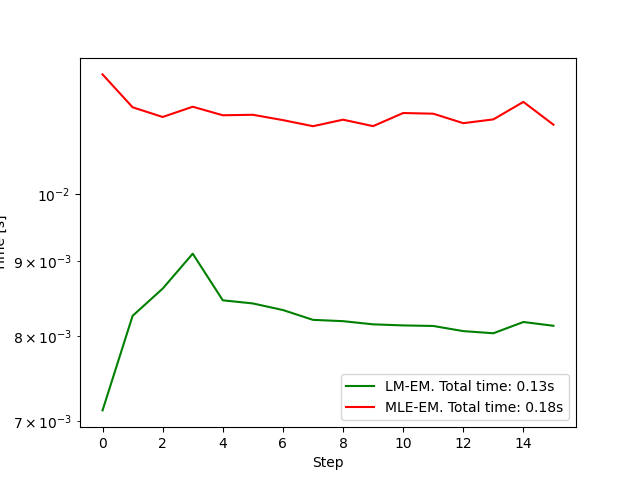 Time [s]
10⁻²
9 × 10⁻³
8 × 10⁻³
7 × 10⁻³
0 2 4 6 8 10 12 14
Step
LM-EM. Total time: 0.13s
MLE-EM. Total time: 0.18s